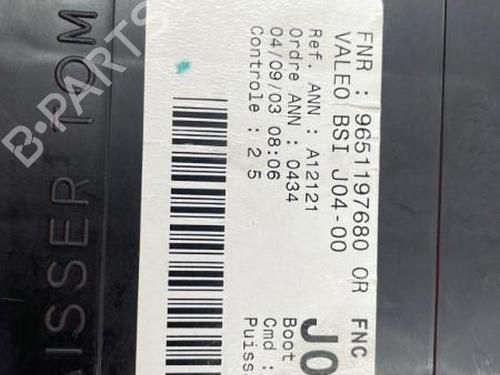 FNR : 9651197680 OR FNC
VALEO BSI J04-00
Ref. ANN : A12121
Ordre ANN : 0434
04/09/03 08:06
Controle : 2 5
J0
Boot
Cmd :
Puiss
ISSER 10M
B-PARTS